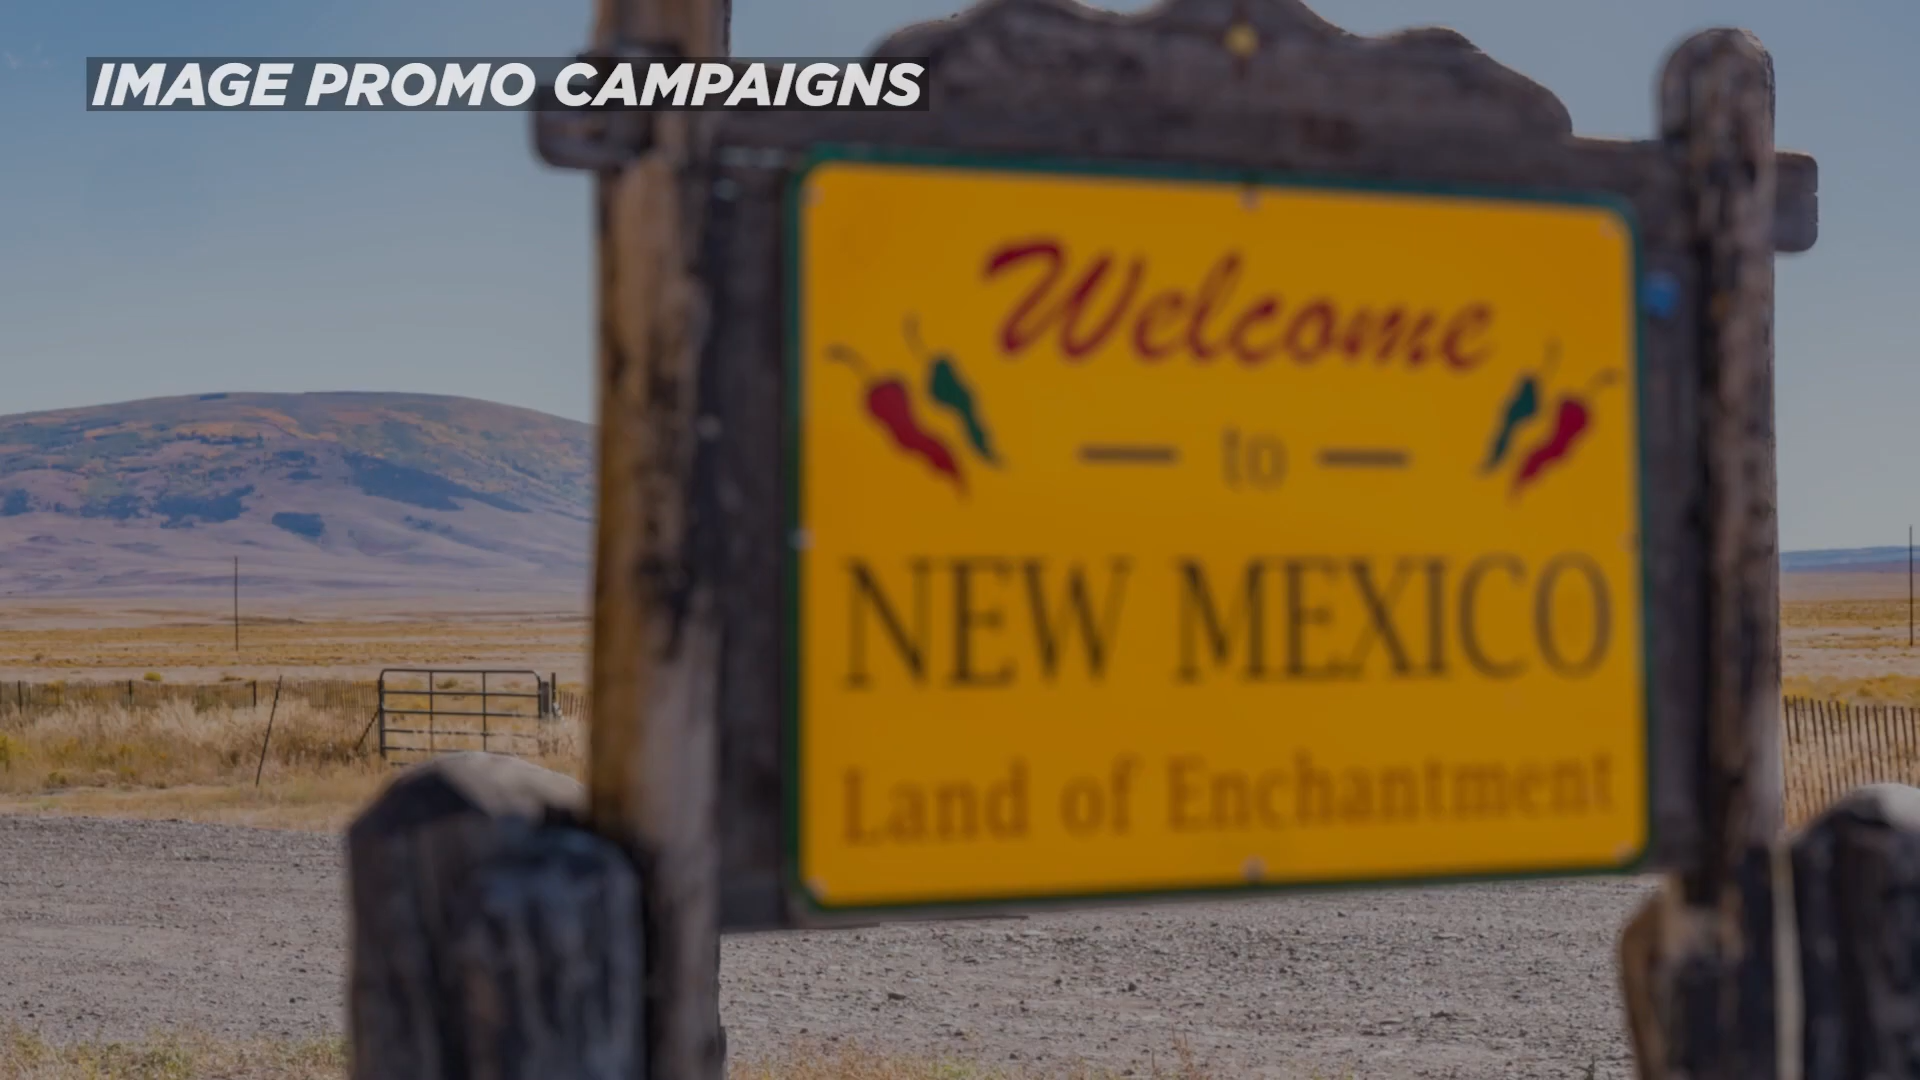 IMAGE PROMO CAMPAIGNS
Welcome
to
NEW MEXICO
Land of Enchantment